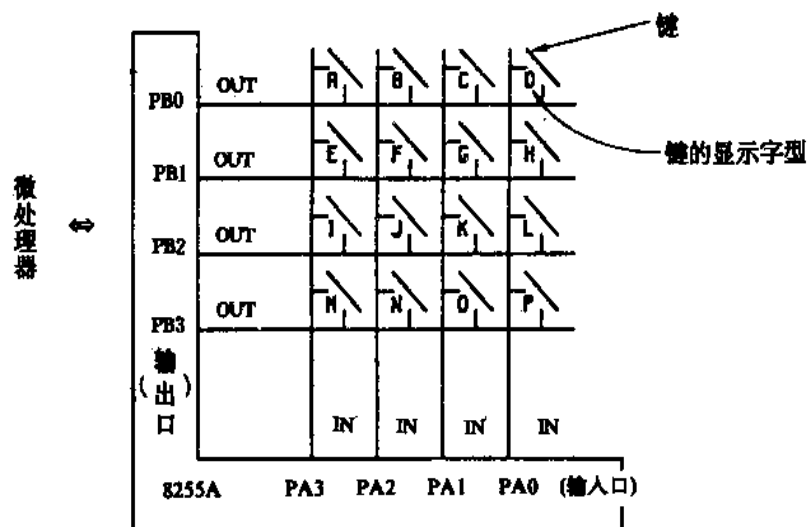 键
OUT A B C D
PB0
键的显示字型
OUT E F G H
PB1
微处理器
⇔
OUT I J K L
PB2
OUT M N O P
PB3
(输出口)
IN IN IN IN
8255A PA3 PA2 PA1 PA0 (输入口)